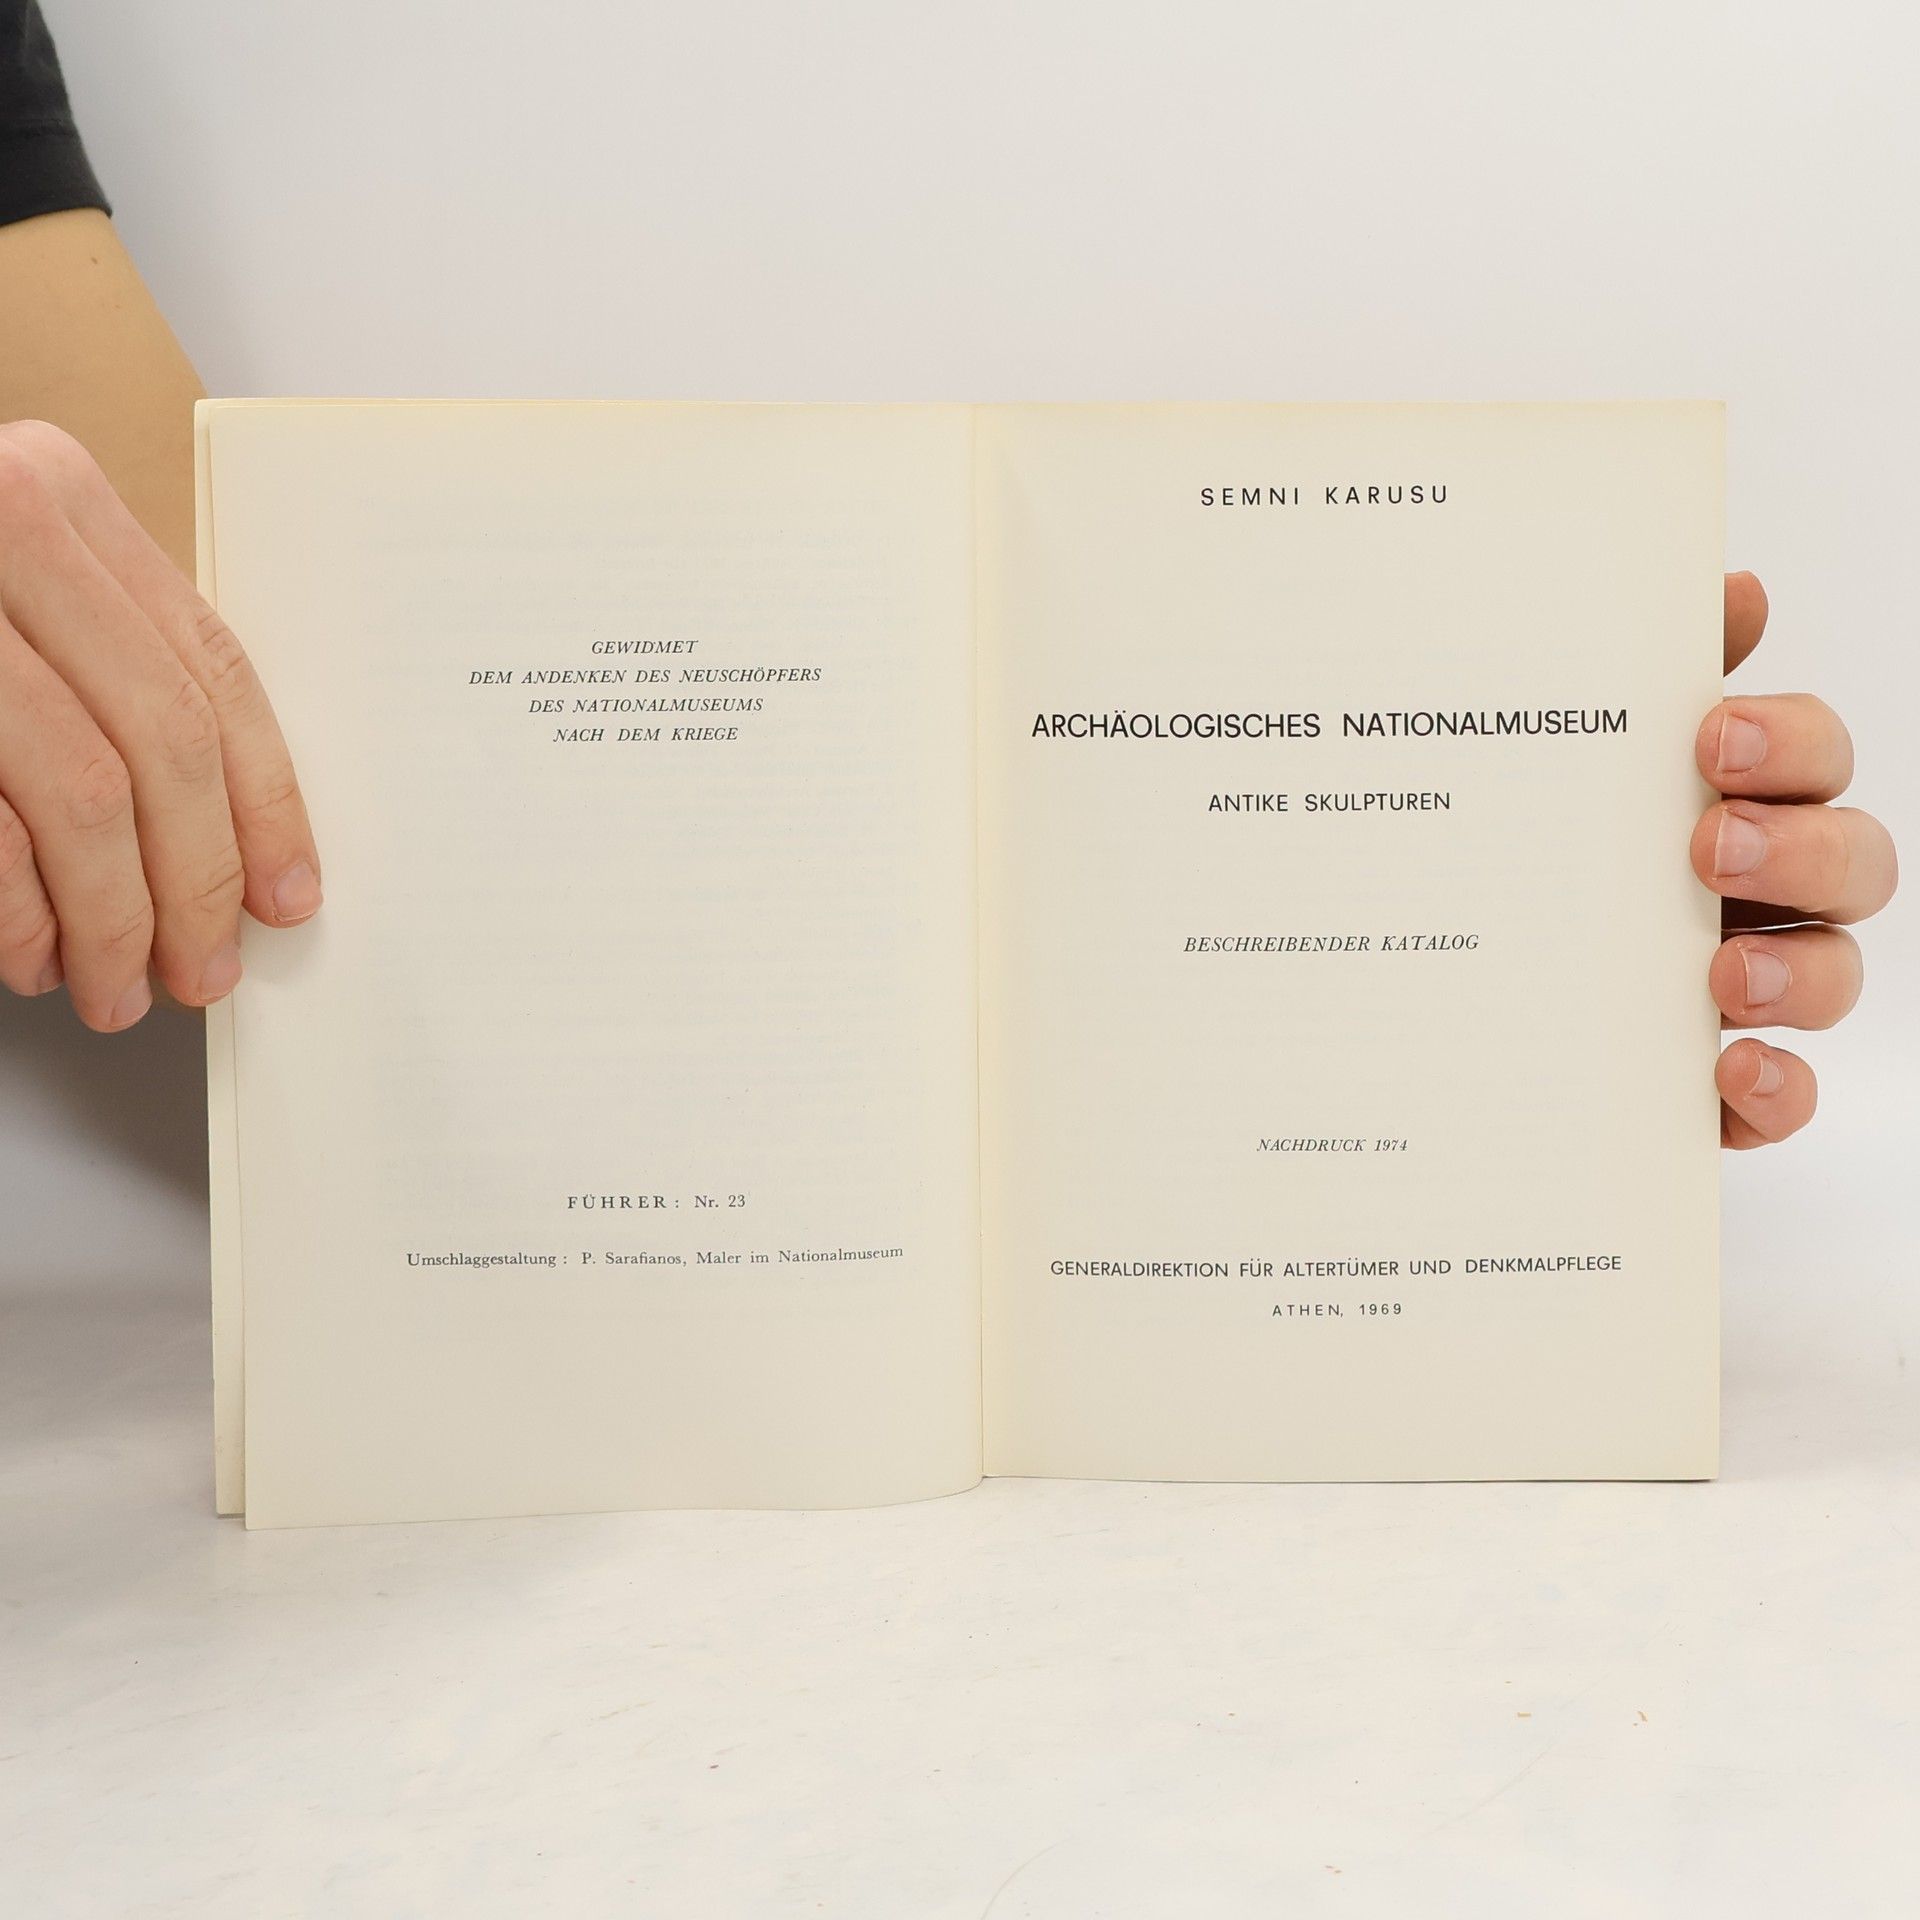 GEWIDMET
DEM ANDENKEN DES NEUSCHÖPFERS
DES NATIONALMUSEUMS
NACH DEM KRIEGE
FÜHRER: Nr. 23
Umschlaggestaltung: P. Sarafianos, Maler im Nationalmuseum
SEMNI KARUSU
ARCHÄOLOGISCHES NATIONALMUSEUM
ANTIKE SKULPTUREN
BESCHREIBENDER KATALOG
NACHDRUCK 1974
GENERALDIREKTION FÜR ALTERTÜMER UND DENKMALPFLEGE
ATHEN, 1969